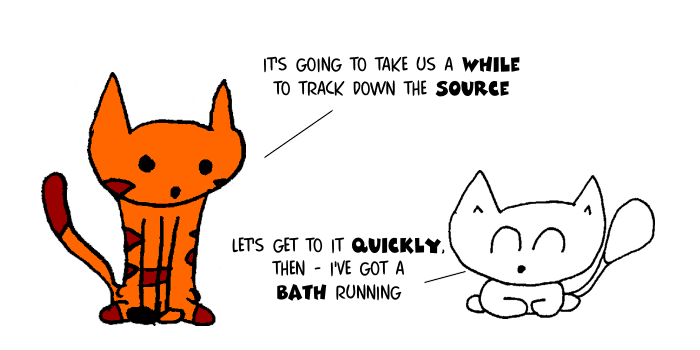 IT'S GOING TO TAKE US A WHILE
TO TRACK DOWN THE SOURCE
LET'S GET TO IT QUICKLY,
THEN - I'VE GOT A
BATH RUNNING